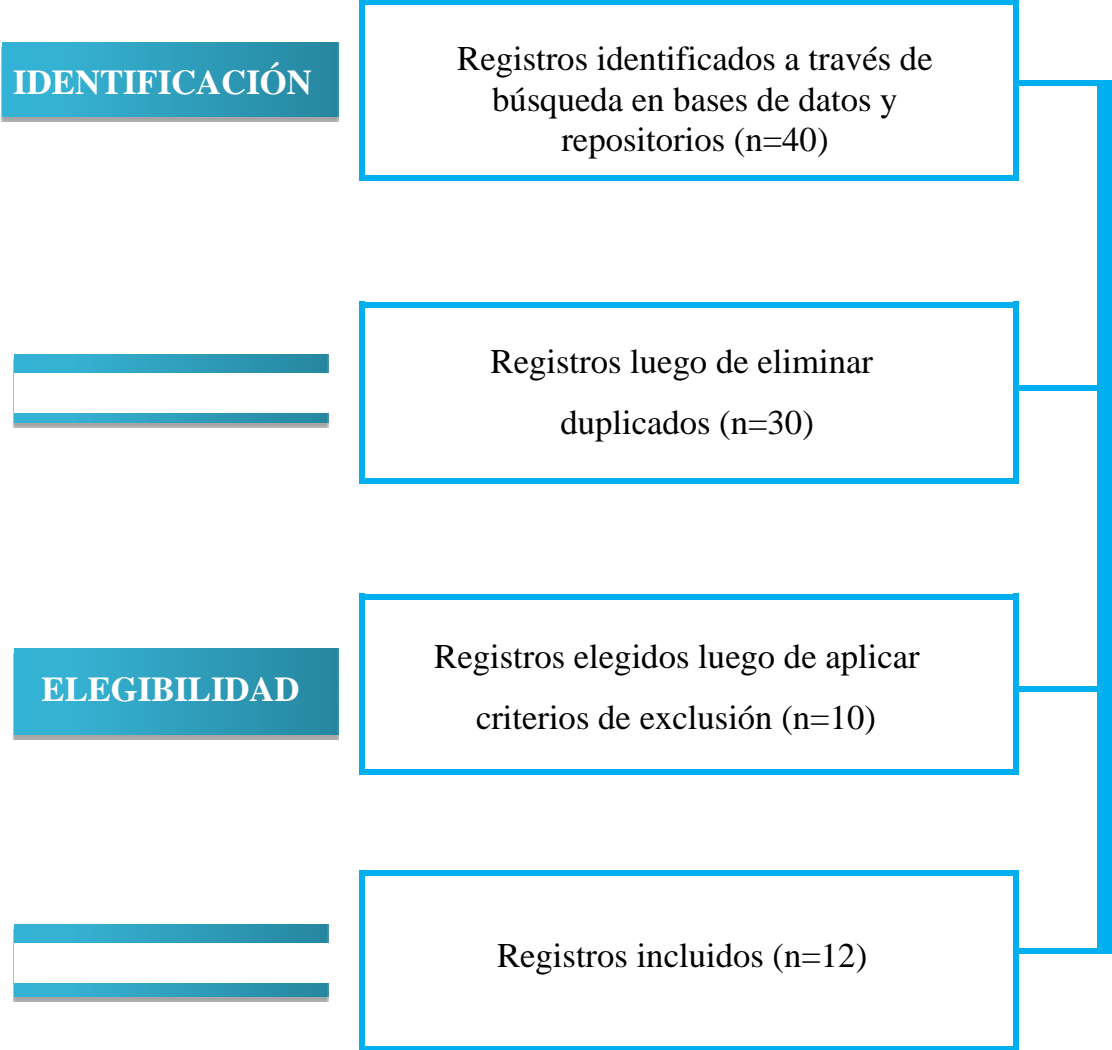 IDENTIFICACIÓN
Registros identificados a través de
búsqueda en bases de datos y
repositorios (n=40)
Registros luego de eliminar
duplicados (n=30)
ELEGIBILIDAD
Registros elegidos luego de aplicar
criterios de exclusión (n=10)
Registros incluidos (n=12)